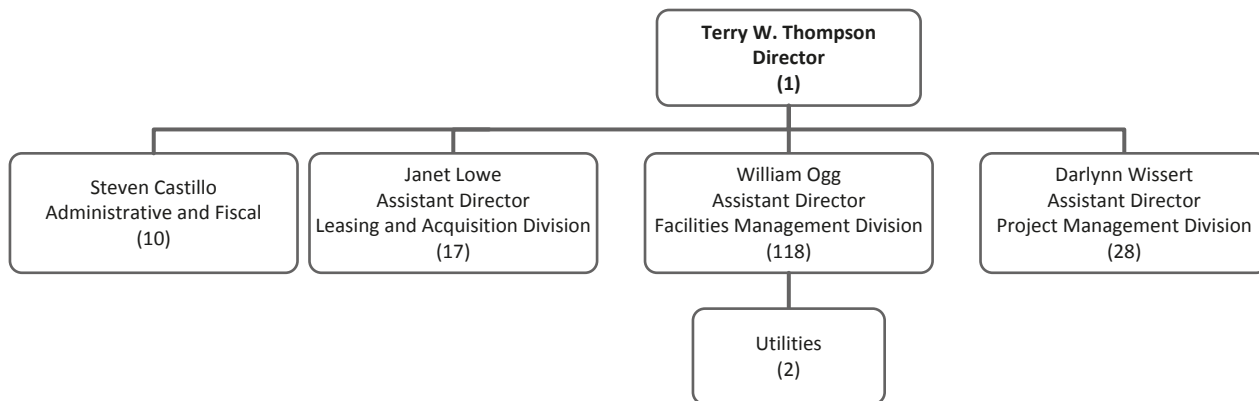 Terry W. Thompson
Director
(1)
Steven Castillo
Administrative and Fiscal
(10)
Janet Lowe
Assistant Director
Leasing and Acquisition Division
(17)
William Ogg
Assistant Director
Facilities Management Division
(118)
Darlynn Wissert
Assistant Director
Project Management Division
(28)
Utilities
(2)